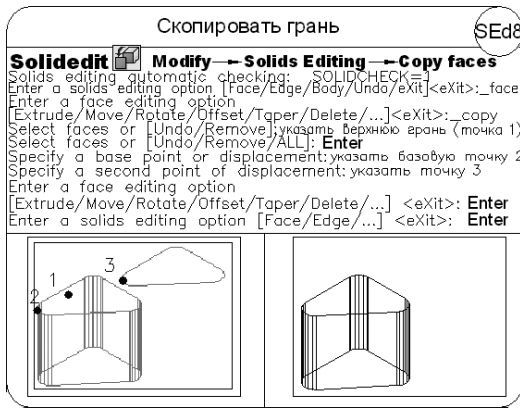 Скопировать грань
SEd8
Solidedit Modify Solids Editing Copy faces
Solids editing automatic checking: SOLIDCHECK=1
Enter a solids editing option [Face/Edge/Body/Undo/eXit]<eXit>:_face
Enter a face editing option
[Extrude/Move/Rotate/Offset/Taper/Delete/...]<eXit>:_copy
Select faces or [Undo/Remove]:указать верхнюю грань (точка 1)
Select faces or [Undo/Remove/ALL]: Enter
Specify a base point or displacement:указать базовую точку 2
Specify a second point of displacement:указать точку 3
Enter a face editing option
[Extrude/Move/Rotate/Offset/Taper/Delete/...] <eXit>: Enter
Enter a solids editing option [Face/Edge/...] <eXit>: Enter
3
1
2